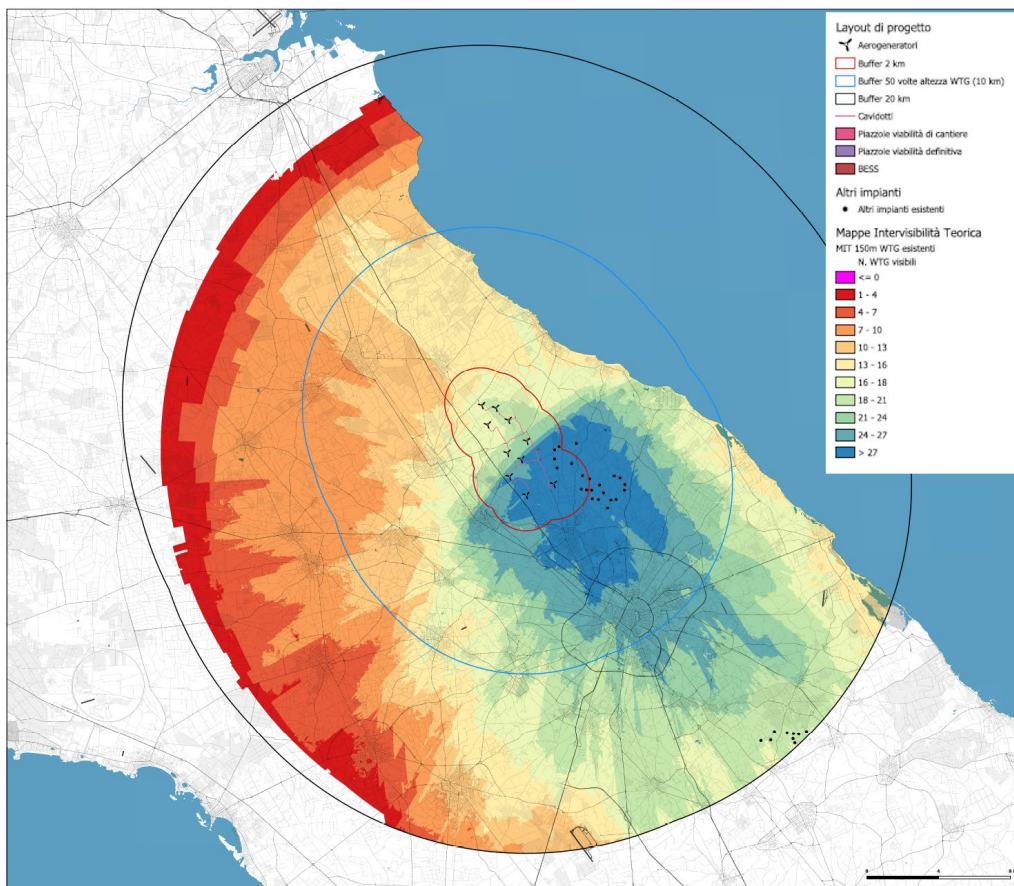 Layout di progetto
Aerogeneratori
Buffer 2 km
Buffer 50 volte altezza WTG (10 km)
Buffer 20 km
Cavidotti
Piazzole viabilità di cantiere
Piazzole viabilità definitiva
BESS
Altri impianti
Altri impianti esistenti
Mappe Intervisibilità Teorica
MIT 150m WTG esistenti
N. WTG visibili
<= 0
1 - 4
4 - 7
7 - 10
10 - 13
13 - 16
16 - 18
18 - 21
21 - 24
24 - 27
> 27
0 4